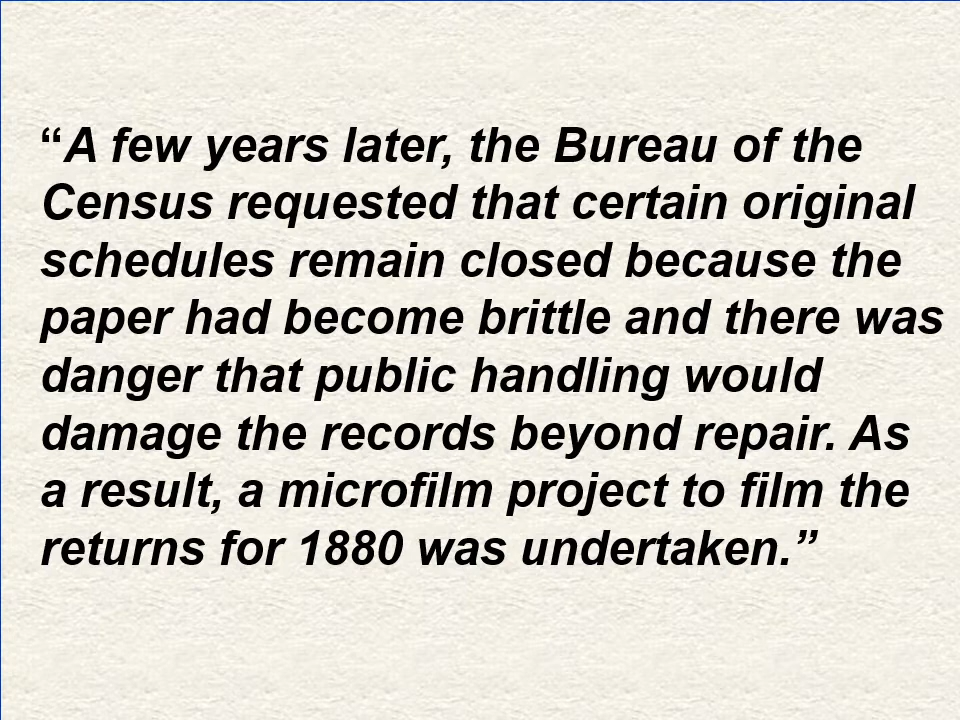 “A few years later, the Bureau of the
Census requested that certain original
schedules remain closed because the
paper had become brittle and there was
danger that public handling would
damage the records beyond repair. As
a result, a microfilm project to film the
returns for 1880 was undertaken.”